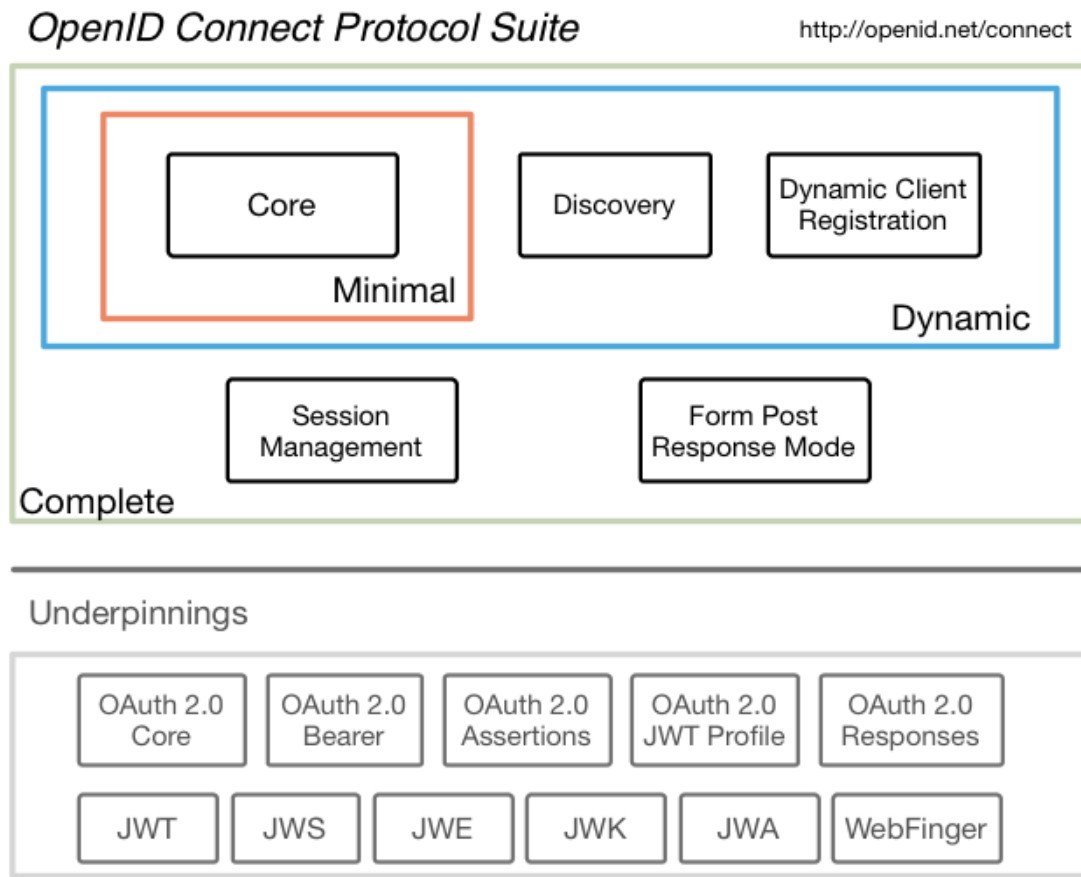 OpenID Connect Protocol Suite
http://openid.net/connect
Core
Discovery
Dynamic Client
Registration
Minimal
Dynamic
Session
Management
Form Post
Response Mode
Complete
Underpinnings
OAuth 2.0
Core
OAuth 2.0
Bearer
OAuth 2.0
Assertions
OAuth 2.0
JWT Profile
OAuth 2.0
Responses
JWT
JWS
JWE
JWK
JWA
WebFinger